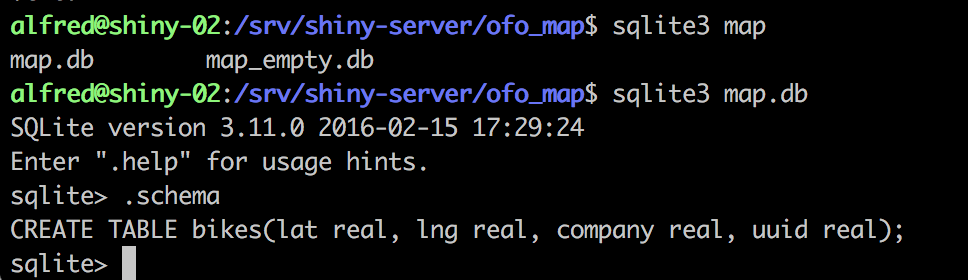 alfred@shiny-02:/srv/shiny-server/ofo_map$ sqlite3 map
map.db map_empty.db
alfred@shiny-02:/srv/shiny-server/ofo_map$ sqlite3 map.db
SQLite version 3.11.0 2016-02-15 17:29:24
Enter ".help" for usage hints.
sqlite> .schema
CREATE TABLE bikes(lat real, lng real, company real, uuid real);
sqlite>